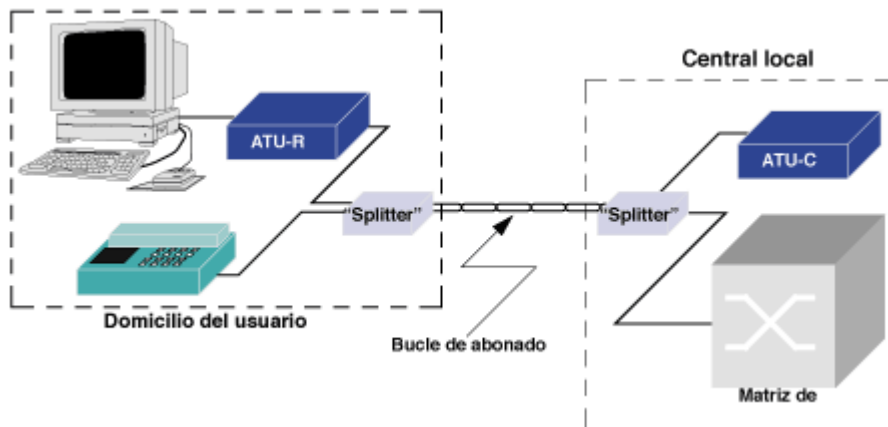 Central local
ATU-R
ATU-C
“Splitter”
“Splitter”
Domicilio del usuario
Bucle de abonado
Matriz de